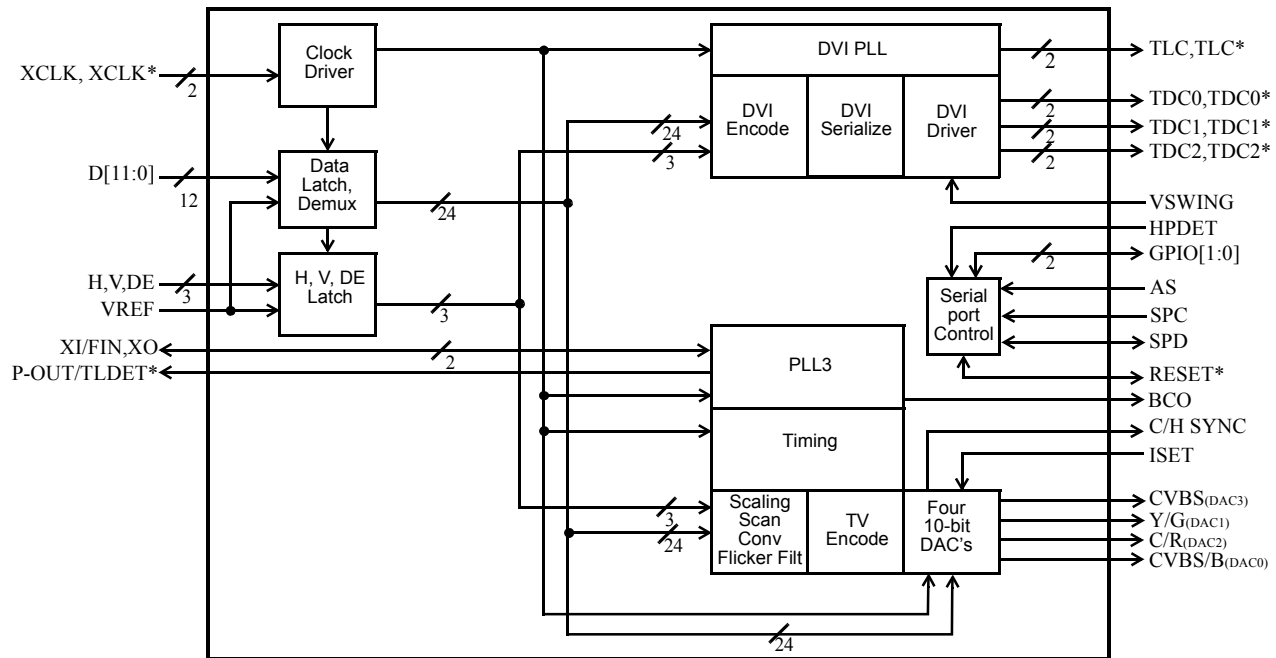 Clock
Driver
DVI PLL
TLC,TLC*
2
XCLK, XCLK*
2
DVI
Encode
DVI
Serialize
DVI
Driver
TDC0,TDC0*
2
TDC1,TDC1*
2
TDC2,TDC2*
2
24
3
D[11:0]
12
Data
Latch,
Demux
24
VSWING
HPDET
GPIO[1:0]
2
H,V,DE
3
VREF
H, V, DE
Latch
3
Serial
port
Control
AS
SPC
SPD
RESET*
XI/FIN,XO
2
P-OUT/TLDET*
PLL3
BCO
Timing
C/H SYNC
ISET
3
24
Scaling
Scan
Conv
Flicker Filt
TV
Encode
Four
10-bit
DAC's
CVBS(DAC3)
Y/G(DAC1)
C/R(DAC2)
CVBS/B(DAC0)
24